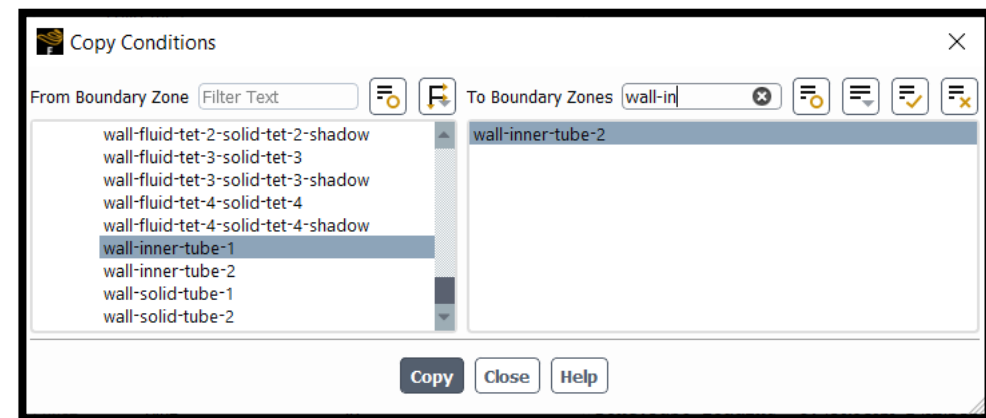 Copy Conditions
From Boundary Zone Filter Text
To Boundary Zones wall-in
wall-fluid-tet-2-solid-tet-2-shadow
wall-fluid-tet-3-solid-tet-3
wall-fluid-tet-3-solid-tet-3-shadow
wall-fluid-tet-4-solid-tet-4
wall-fluid-tet-4-solid-tet-4-shadow
wall-inner-tube-1
wall-inner-tube-2
wall-solid-tube-1
wall-solid-tube-2
wall-inner-tube-2
Copy Close Help